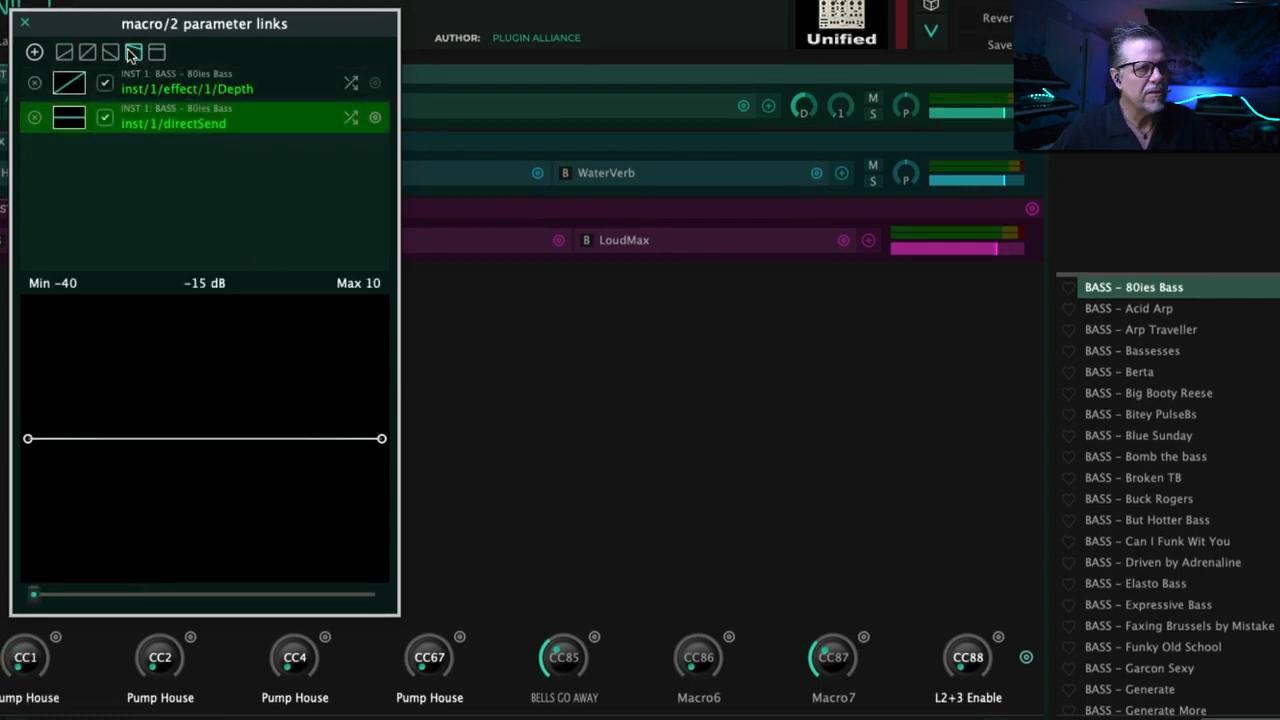 macro/2 parameter links
AUTHOR: PLUGIN ALLIANCE
Unified
Rever
Save
INST 1: BASS - 80ies Bass
inst/1/effect/1/Depth
INST 1: BASS - 80ies Bass
inst/1/directSend
D
1
M
S
P
B WaterVerb
M
S
P
B LoudMax
Min -40
-15 dB
Max 10
BASS - 80ies Bass
BASS - Acid Arp
BASS - Arp Traveller
BASS - Bassesses
BASS - Berta
BASS - Big Booty Reese
BASS - Bitey PulseBs
BASS - Blue Sunday
BASS - Bomb the bass
BASS - Broken TB
BASS - Buck Rogers
BASS - But Hotter Bass
BASS - Can I Funk Wit You
BASS - Driven by Adrenaline
BASS - Elasto Bass
BASS - Expressive Bass
BASS - Faxing Brussels by Mistake
BASS - Funky Old School
BASS - Garcon Sexy
BASS - Generate
BASS - Generate More
CC1
CC2
CC4
CC67
CC85
CC86
CC87
CC88
ump House
Pump House
Pump House
Pump House
BELLS GO AWAY
Macro6
Macro7
L2+3 Enable